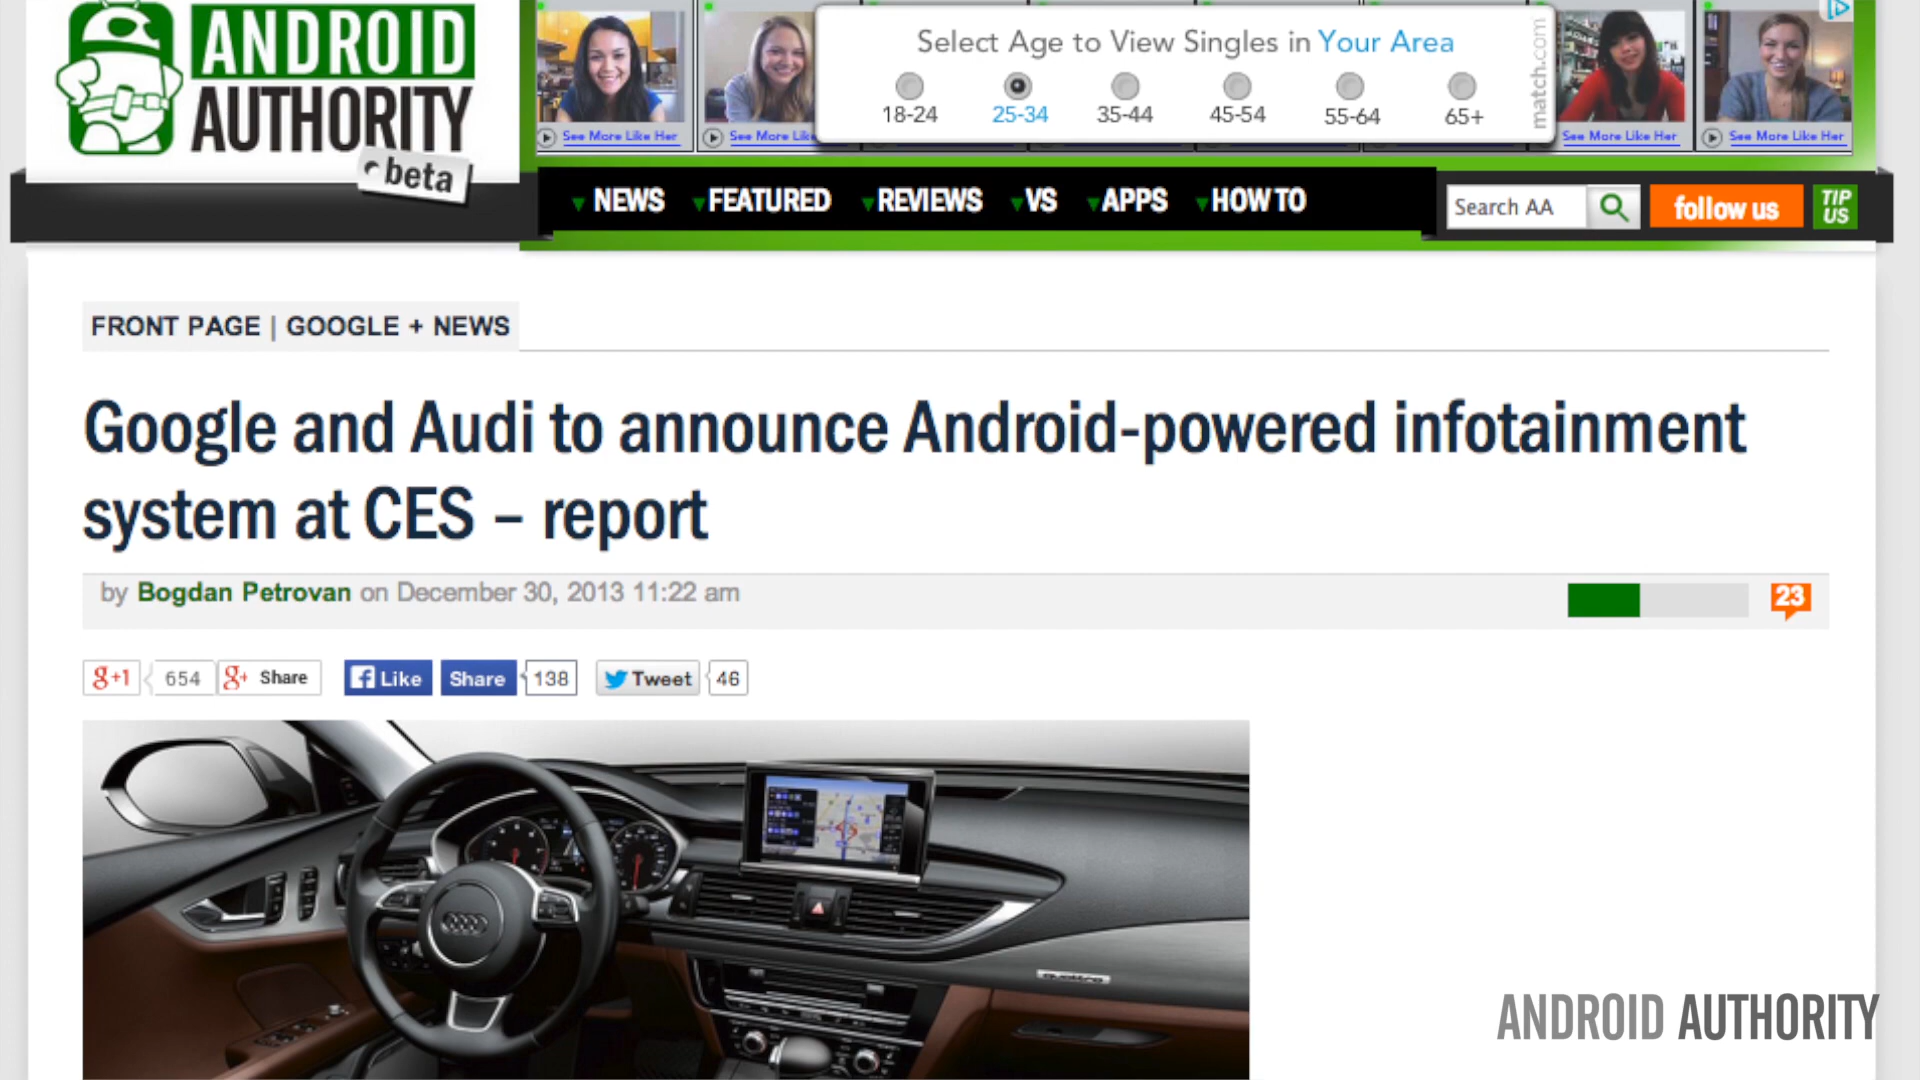 ANDROID
AUTHORITY
beta
Select Age to View Singles in Your Area
18-24 25-34 35-44 45-54 55-64 65+
match.com
See More Like Her
See More Lik
See More Like Her
See More Like Her
NEWS FEATURED REVIEWS VS APPS HOW TO
Search AA
follow us
TIP
US
FRONT PAGE | GOOGLE + NEWS
Google and Audi to announce Android-powered infotainment
system at CES – report
by Bogdan Petrovan on December 30, 2013 11:22 am
23
g+1 654 g+ Share Like Share 138 Tweet 46
quattro
ANDROID AUTHORITY